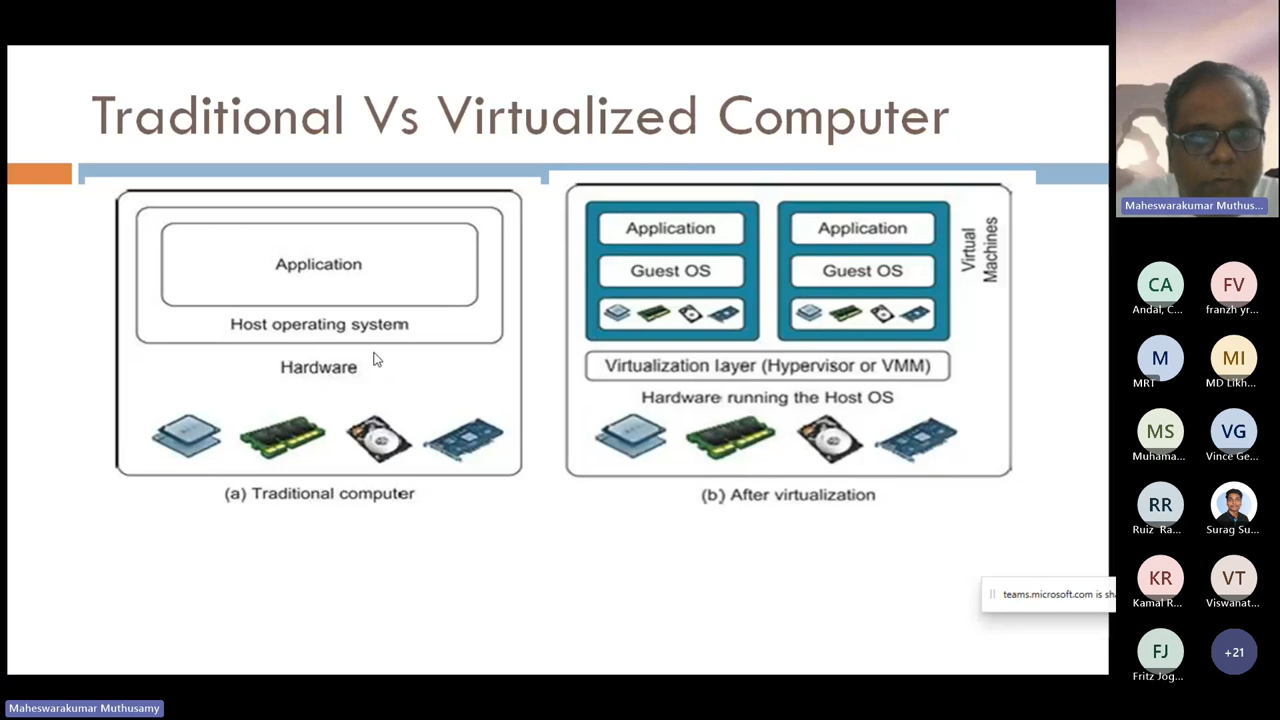 Traditional Vs Virtualized Computer
Application
Host operating system
Hardware
(a) Traditional computer
Application
Guest OS
Application
Guest OS
Virtual
Machines
Virtualization layer (Hypervisor or VMM)
Hardware running the Host OS
(b) After virtualization
teams.microsoft.com is sh
Maheswarakumar Muthus...
CA
Andal, C...
FV
franzh yr...
M
MRT
MI
MD Likh...
MS
Muhama...
VG
Vince Ge...
RR
Ruiz Ra...
Surag Su...
KR
Kamal R...
VT
Viswanat...
FJ
Fritz Jog...
+21
Maheswarakumar Muthusamy